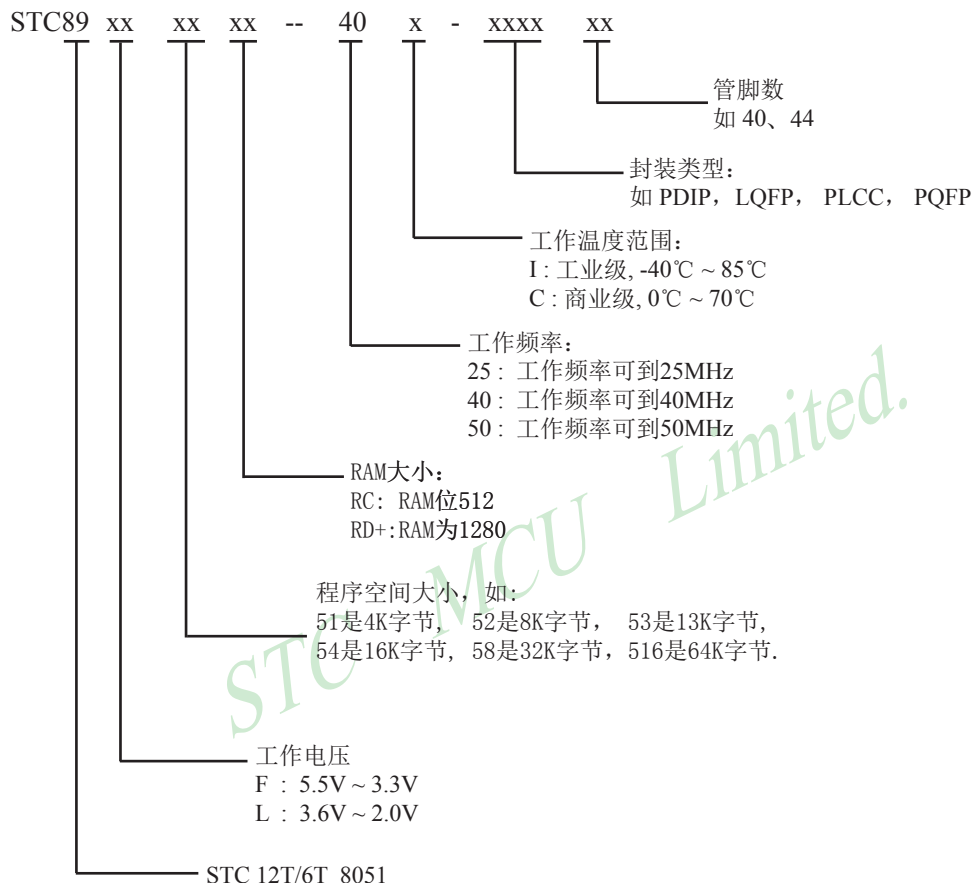 STC89 xx xx xx -- 40 x - xxxx xx
管脚数
如 40、44
封装类型：
如 PDIP，LQFP， PLCC， PQFP
工作温度范围：
I : 工业级, -40℃ ~ 85℃
C : 商业级, 0℃ ~ 70℃
工作频率：
25 : 工作频率可到25MHz
40 : 工作频率可到40MHz
50 : 工作频率可到50MHz
RAM大小：
RC: RAM位512
RD+:RAM为1280
程序空间大小，如:
51是4K字节, 52是8K字节， 53是13K字节,
54是16K字节, 58是32K字节，516是64K字节.
工作电压
F : 5.5V ~ 3.3V
L : 3.6V ~ 2.0V
STC 12T/6T 8051
STC MCU Limited.